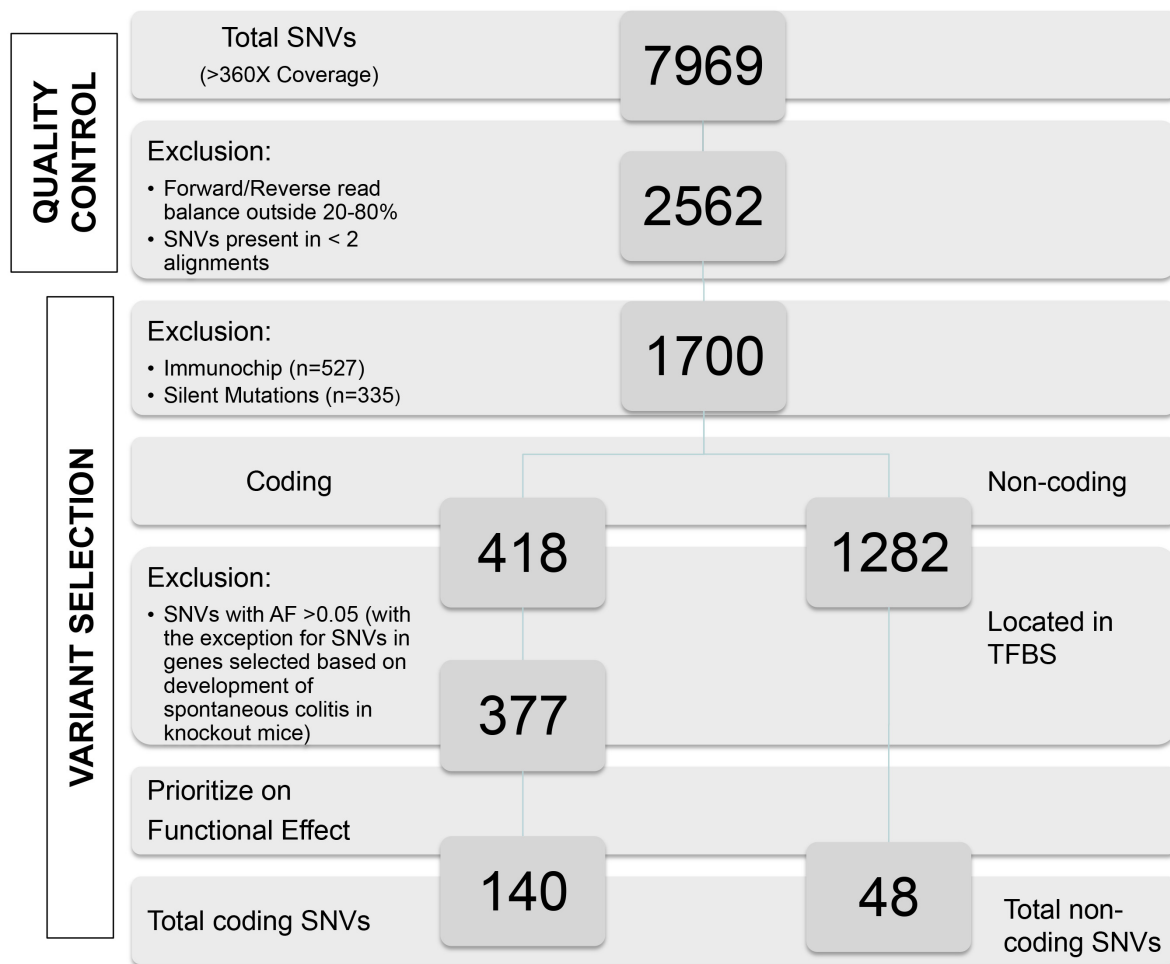 QUALITY
CONTROL
Total SNVs
(>360X Coverage)
7969
Exclusion:
• Forward/Reverse read
balance outside 20-80%
• SNVs present in < 2
alignments
2562
VARIANT SELECTION
Exclusion:
• Immunochip (n=527)
• Silent Mutations (n=335)
1700
Coding
Non-coding
418
1282
Exclusion:
• SNVs with AF >0.05 (with
the exception for SNVs in
genes selected based on
development of
spontaneous colitis in
knockout mice)
377
Located in
TFBS
Prioritize on
Functional Effect
Total coding SNVs
140
48
Total non-
coding SNVs